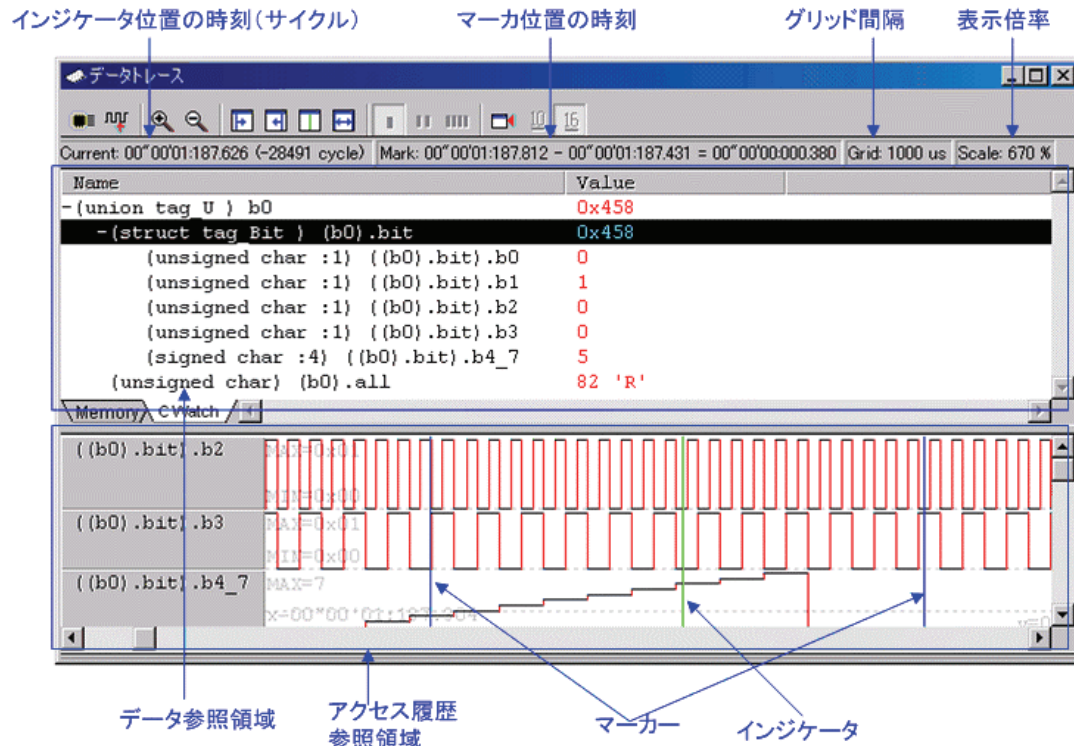 インジケータ位置の時刻(サイクル)
マーカ位置の時刻
グリッド間隔
表示倍率
データトレース
10
16
Current: 00"00'01:187.626 (-28491 cycle)
Mark: 00"00'01:187.812 - 00"00'01:187.431 = 00"00'00:000.380
Grid: 1000 us
Scale: 670 %
Name Value
-(union tag_U ) b0 0x458
-(struct tag_Bit ) (b0).bit 0x458
(unsigned char :1) ((b0).bit).b0 0
(unsigned char :1) ((b0).bit).b1 1
(unsigned char :1) ((b0).bit).b2 0
(unsigned char :1) ((b0).bit).b3 0
(signed char :4) ((b0).bit).b4_7 5
(unsigned char) (b0).all 82 'R'
Memory
C Watch
((b0).bit).b2
MAX=0x01
MIN=0x00
((b0).bit).b3
MAX=0x01
MIN=0x00
((b0).bit).b4_7
MAX=7
データ参照領域
アクセス履歴
参照領域
マーカー
インジケータ